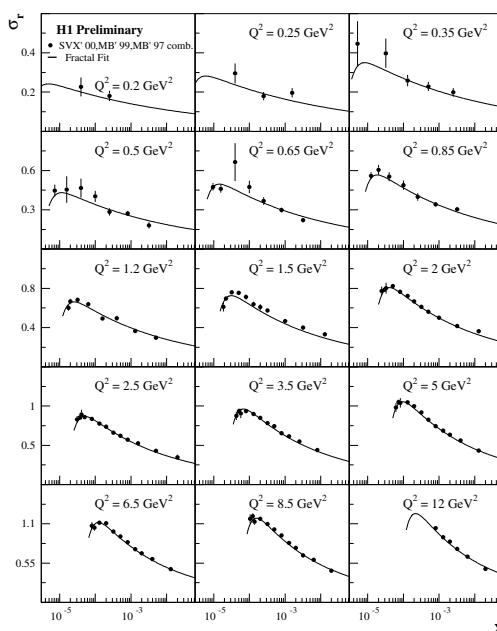 σr
H1 Preliminary
SVX' 00,MB' 99,MB' 97 comb.
Fractal Fit
Q² = 0.2 GeV²
Q² = 0.25 GeV²
Q² = 0.35 GeV²
0.4
0.2
Q² = 0.5 GeV²
Q² = 0.65 GeV²
Q² = 0.85 GeV²
0.6
0.3
Q² = 1.2 GeV²
Q² = 1.5 GeV²
Q² = 2 GeV²
0.8
0.4
Q² = 2.5 GeV²
Q² = 3.5 GeV²
Q² = 5 GeV²
1
0.5
Q² = 6.5 GeV²
Q² = 8.5 GeV²
Q² = 12 GeV²
1.1
0.55
10⁻⁵ 10⁻³ 10⁻⁵ 10⁻³ 10⁻⁵ 10⁻³